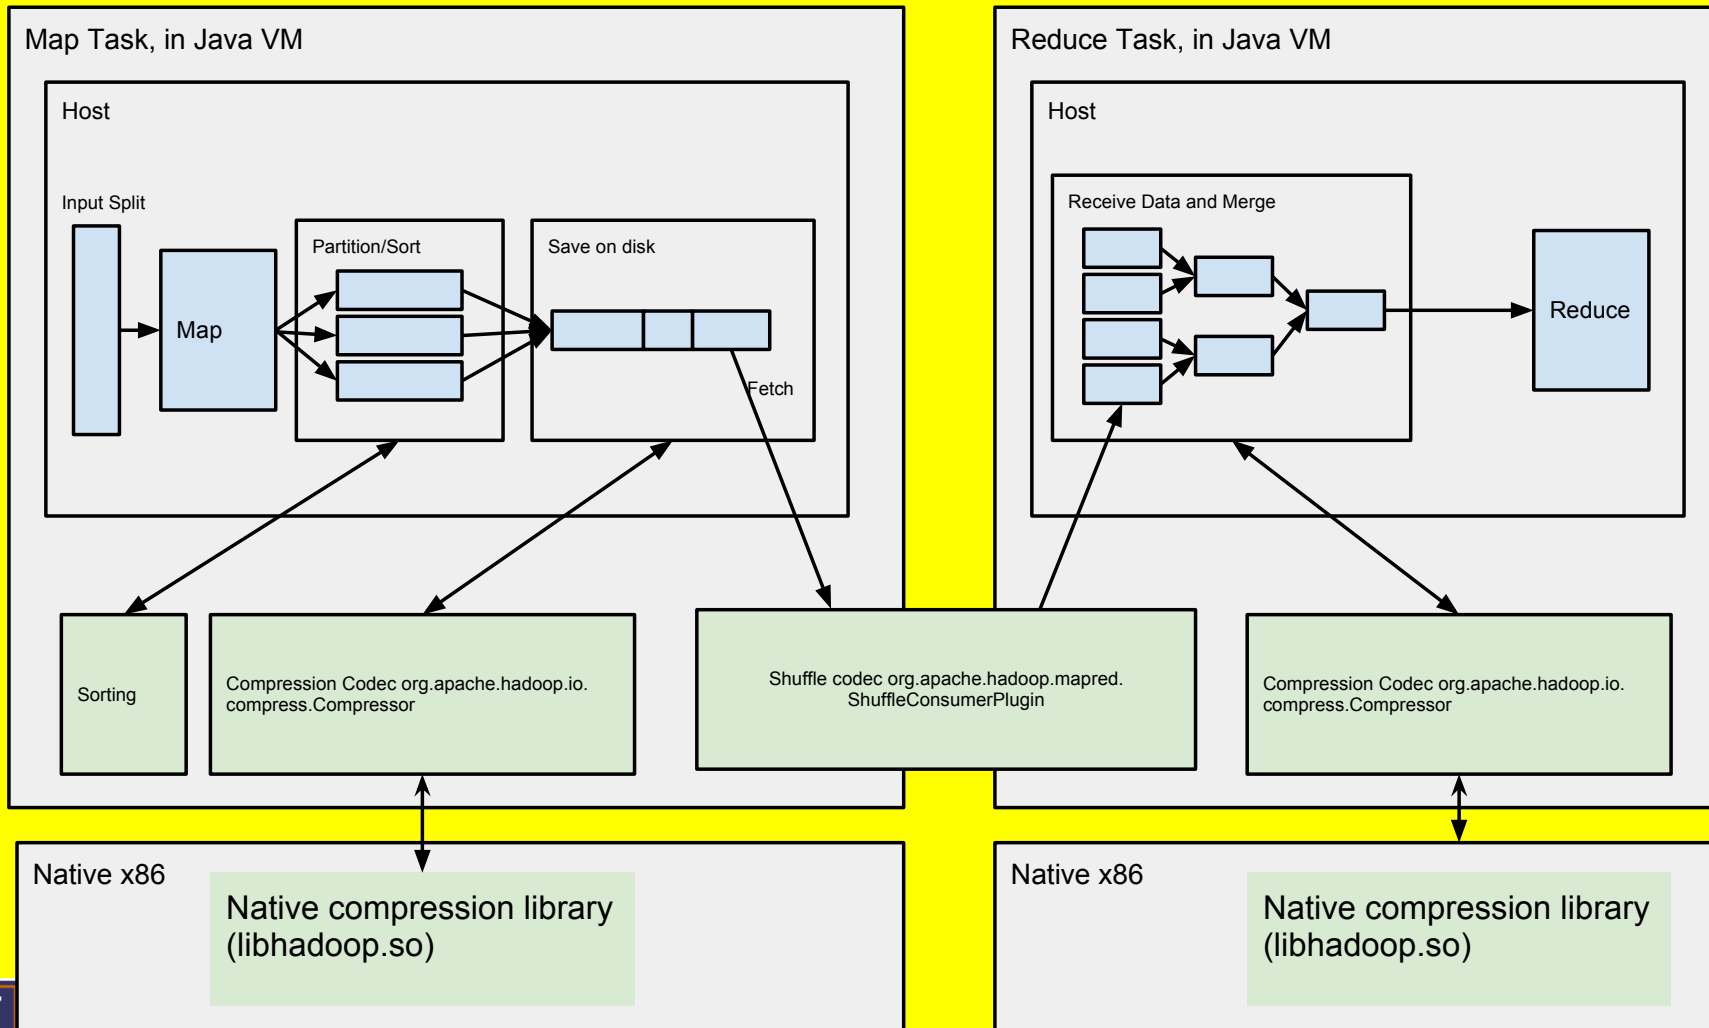 Map Task, in Java VM
Host
Input Split
Map
Partition/Sort
Save on disk
Fetch
Sorting
Compression Codec org.apache.hadoop.io.
compress.Compressor
Shuffle codec org.apache.hadoop.mapred.
ShuffleConsumerPlugin
Native x86
Native compression library
(libhadoop.so)
Reduce Task, in Java VM
Host
Receive Data and Merge
Reduce
Compression Codec org.apache.hadoop.io.
compress.Compressor
Native x86
Native compression library
(libhadoop.so)